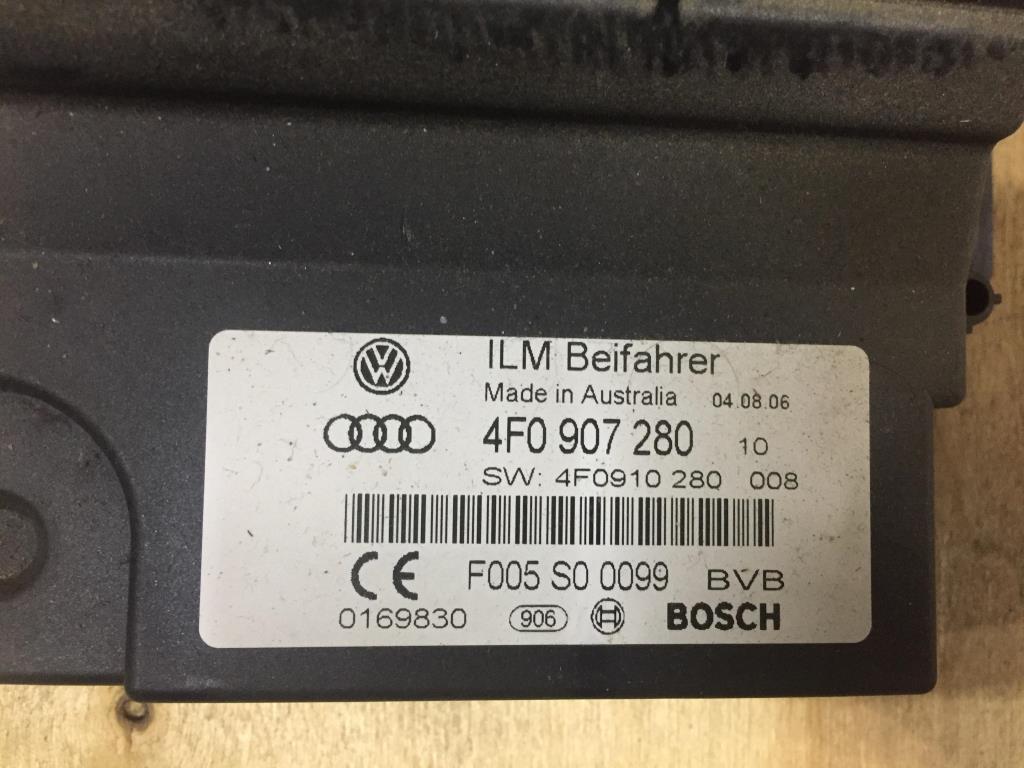 ILM Beifahrer
Made in Australia 04.08.06
4F0 907 280 10
SW: 4F0910 280 008
CE F005 S0 0099 BVB
0169830 906 BOSCH